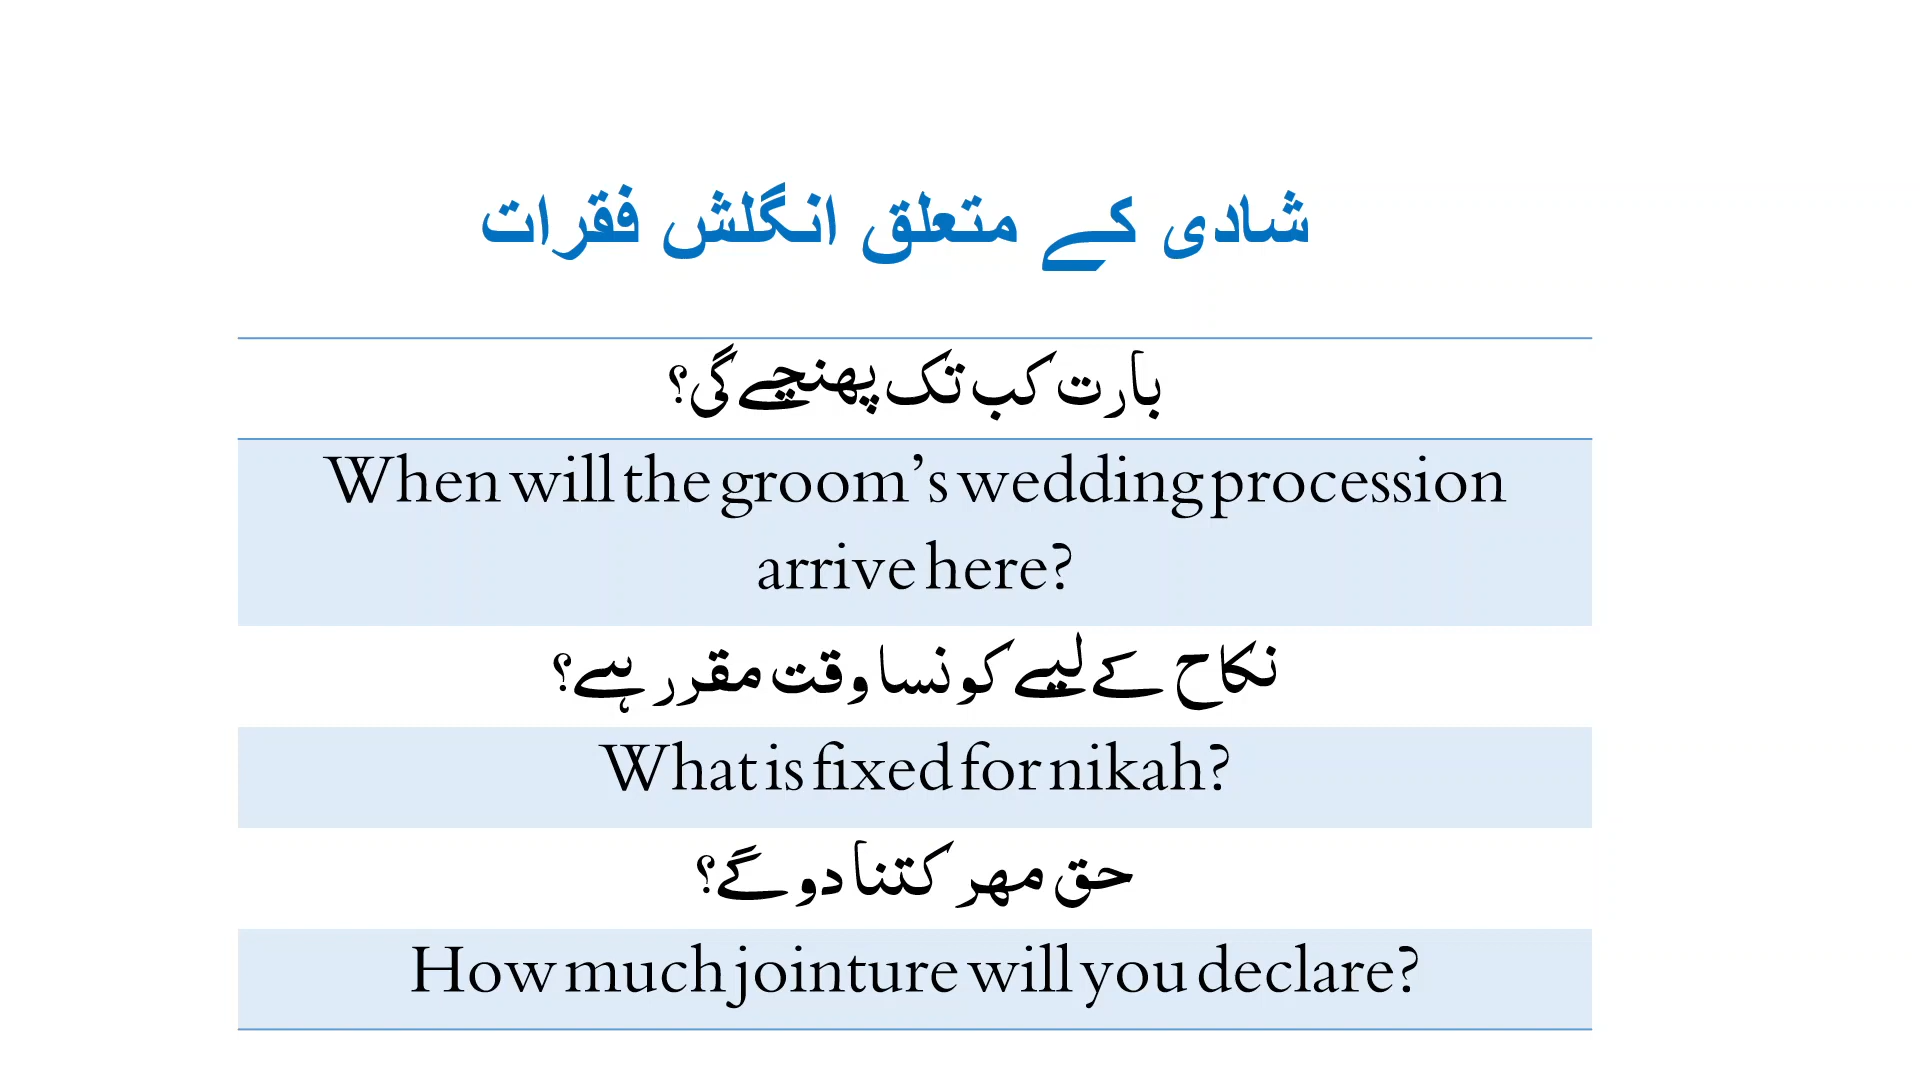 شادی کے متعلق انگلش فقرات
بارت کب تک پہنچے گی؟
When will the groom’s wedding procession
arrive here?
نکاح کے لیے کونسا وقت مقرر ہے؟
What is fixed for nikah?
حق مہر کتنا دو گے؟
How much jointure will you declare?